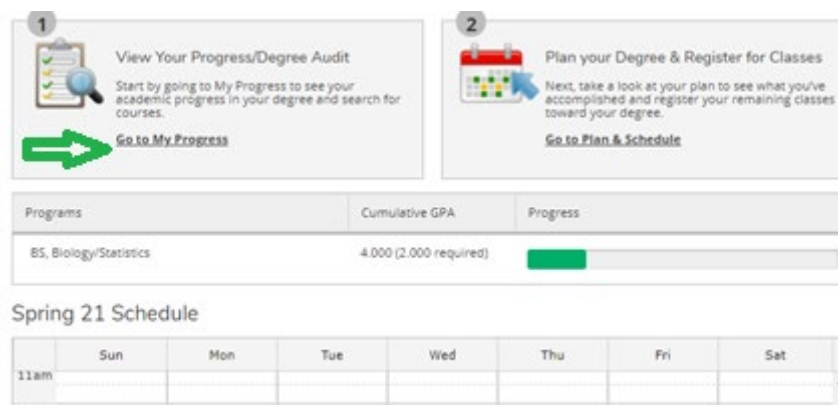 1
View Your Progress/Degree Audit
Start by going to My Progress to see your
academic progress in your degree and search for
courses.
Go to My Progress
2
Plan your Degree & Register for Classes
Next, take a look at your plan to see what you've
accomplished and register your remaining classes
toward your degree.
Go to Plan & Schedule
Programs Cumulative GPA Progress
BS, Biology/Statistics 4.000 (2.000 required)
Spring 21 Schedule
Sun Mon Tue Wed Thu Fri Sat
11am